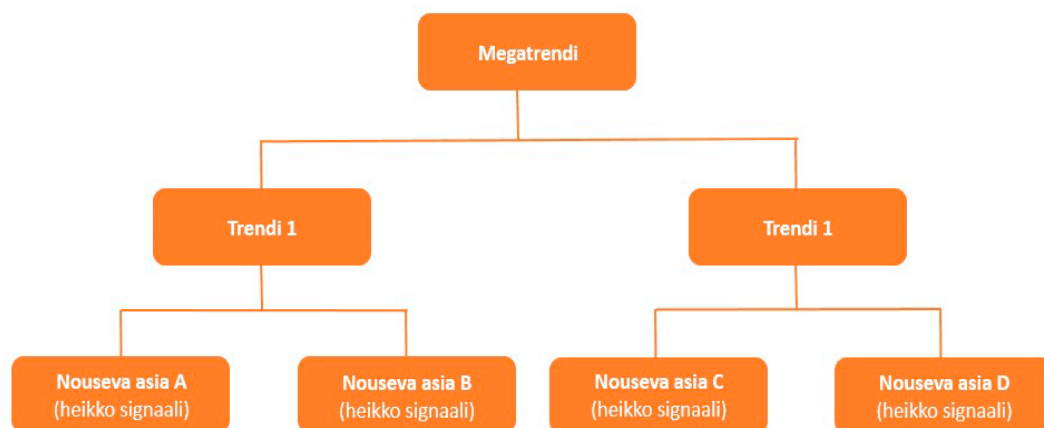 Megatrendi
Trendi 1
Trendi 1
Nouseva asia A
(heikko signaali)
Nouseva asia B
(heikko signaali)
Nouseva asia C
(heikko signaali)
Nouseva asia D
(heikko signaali)